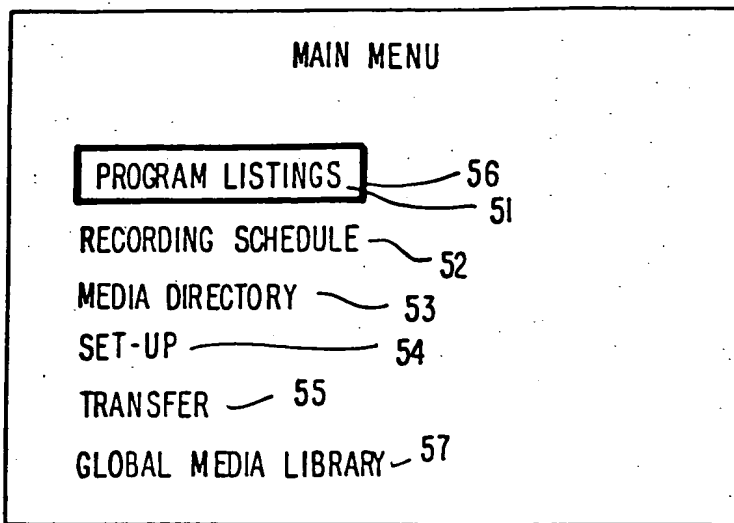 MAIN MENU
PROGRAM LISTINGS 56
51
RECORDING SCHEDULE 52
MEDIA DIRECTORY 53
SET-UP 54
TRANSFER 55
GLOBAL MEDIA LIBRARY 57